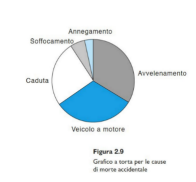 Annegamento
Soffocamento
Avvelenamento
Caduta
Veicolo a motore
Figura 2.9
Grafico a torta per le cause
di morte accidentale